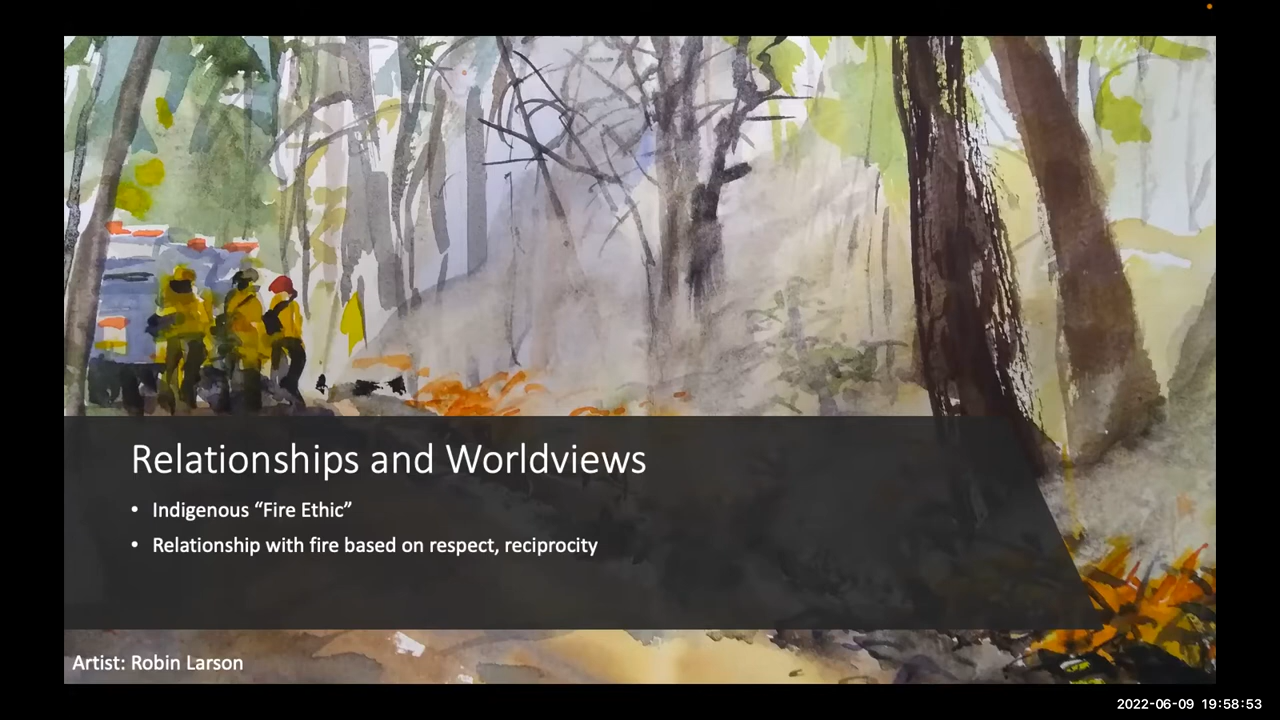 Relationships and Worldviews
• Indigenous “Fire Ethic”
• Relationship with fire based on respect, reciprocity
Artist: Robin Larson
2022-06-09 19:58:53